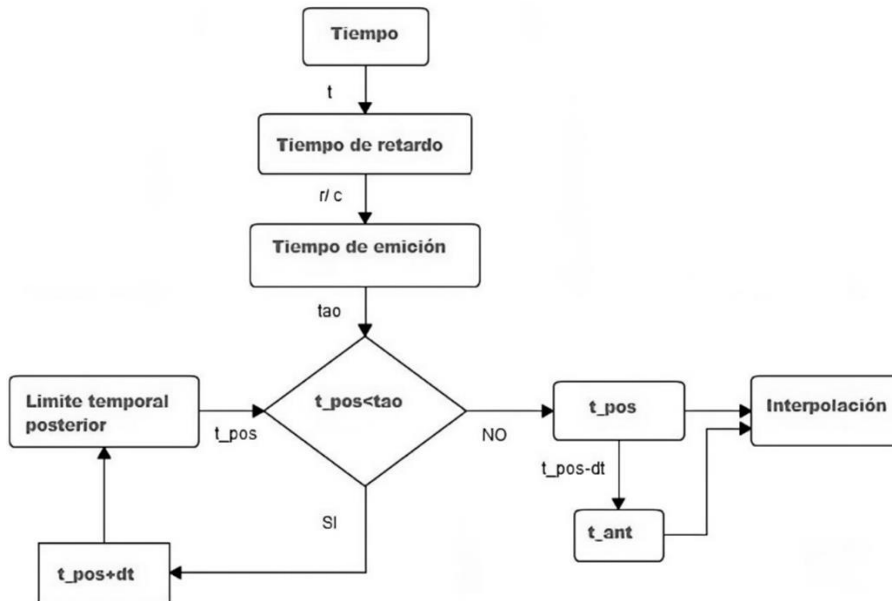 Tiempo
t
Tiempo de retardo
r/ c
Tiempo de emición
tao
Limite temporal
posterior
t_pos
t_pos<tao
NO
t_pos
Interpolación
t_pos-dt
SI
t_ant
t_pos+dt